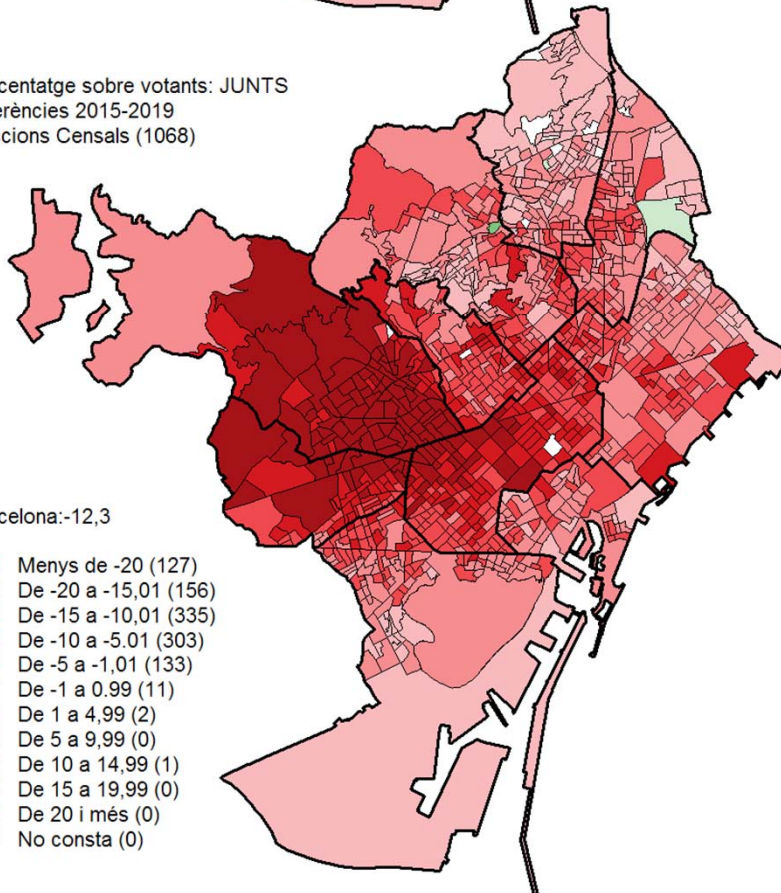 centatge sobre votants: JUNTS
erències 2015-2019
ccions Censals (1068)
celona:-12,3
Menys de -20 (127)
De -20 a -15,01 (156)
De -15 a -10,01 (335)
De -10 a -5.01 (303)
De -5 a -1,01 (133)
De -1 a 0.99 (11)
De 1 a 4,99 (2)
De 5 a 9,99 (0)
De 10 a 14,99 (1)
De 15 a 19,99 (0)
De 20 i més (0)
No consta (0)